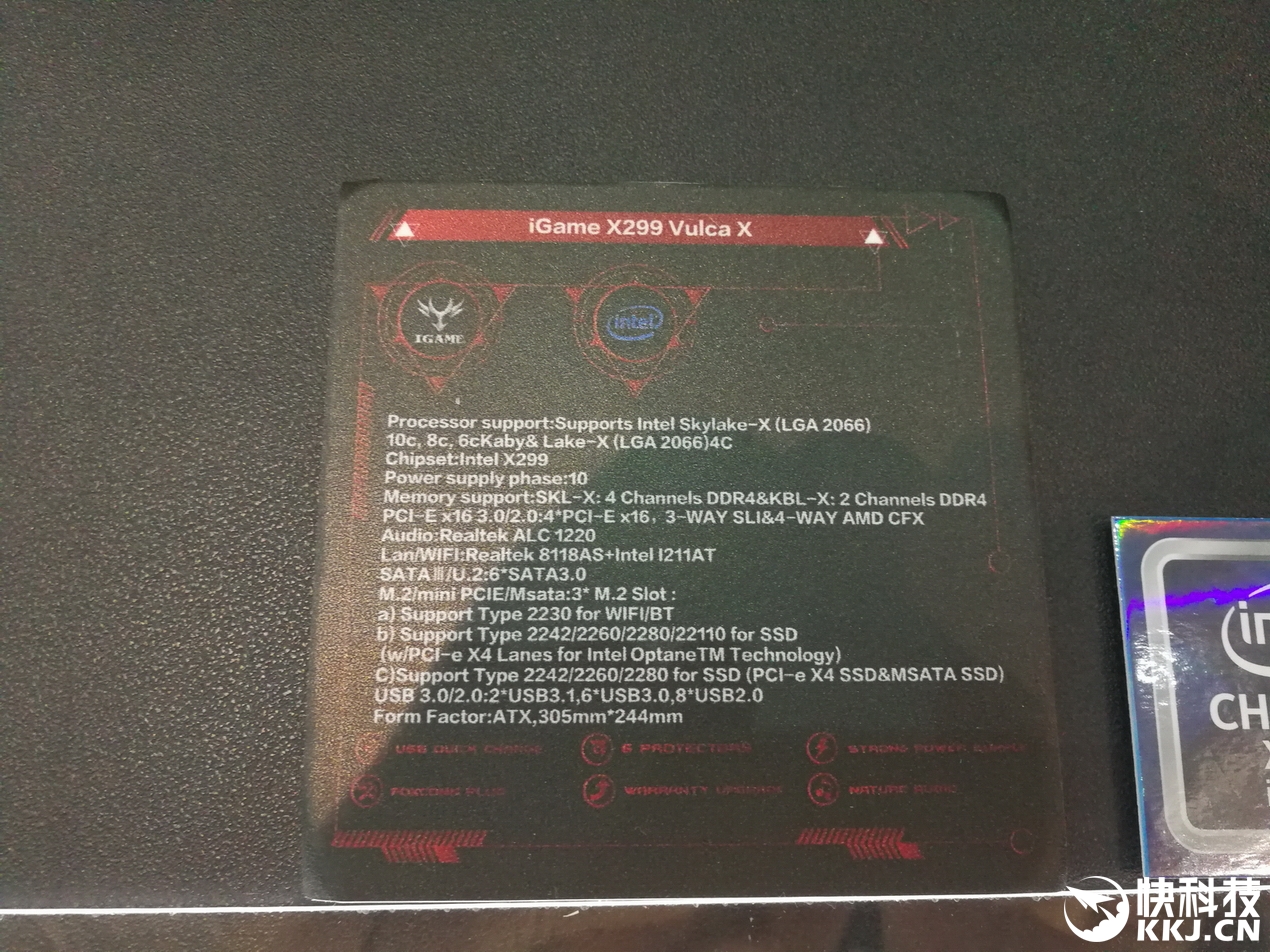 iGame X299 Vulca X
IGAME
intel
Processor support:Supports Intel Skylake-X (LGA 2066)
10c, 8c, 6cKaby& Lake-X (LGA 2066)4C
Chipset:Intel X299
Power supply phase:10
Memory support:SKL-X: 4 Channels DDR4&KBL-X: 2 Channels DDR4
PCI-E x16 3.0/2.0:4*PCI-E x16, 3-WAY SLI&4-WAY AMD CFX
Audio:Realtek ALC 1220
Lan/WIFI:Realtek 8118AS+Intel I211AT
SATAⅢ/U.2:6*SATA3.0
M.2/mini PCIE/Msata:3* M.2 Slot :
a) Support Type 2230 for WIFI/BT
b) Support Type 2242/2260/2280/22110 for SSD
(w/PCI-e X4 Lanes for Intel OptaneTM Technology)
C)Support Type 2242/2260/2280 for SSD (PCI-e X4 SSD&MSATA SSD)
USB 3.0/2.0:2*USB3.1,6*USB3.0,8*USB2.0
Form Factor:ATX,305mm*244mm
USB QUICK CHARGE
6 PROTECTORS
STRONG POWER SUPPLY
FOXCONN PLUG
WARRANTY UPGRADE
NATURE AUDIO
in
CH
X
快科技
KKJ.CN